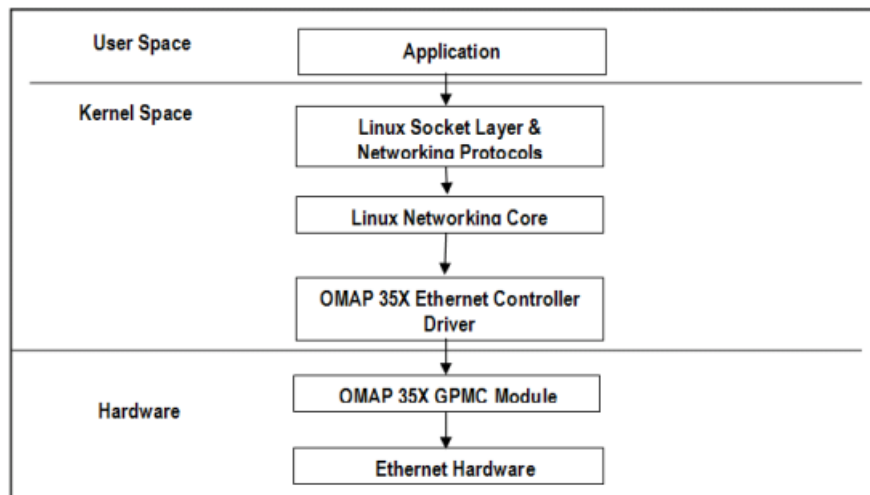 User Space
Application
Kernel Space
Linux Socket Layer &
Networking Protocols
Linux Networking Core
OMAP 35X Ethernet Controller
Driver
OMAP 35X GPMC Module
Hardware
Ethernet Hardware